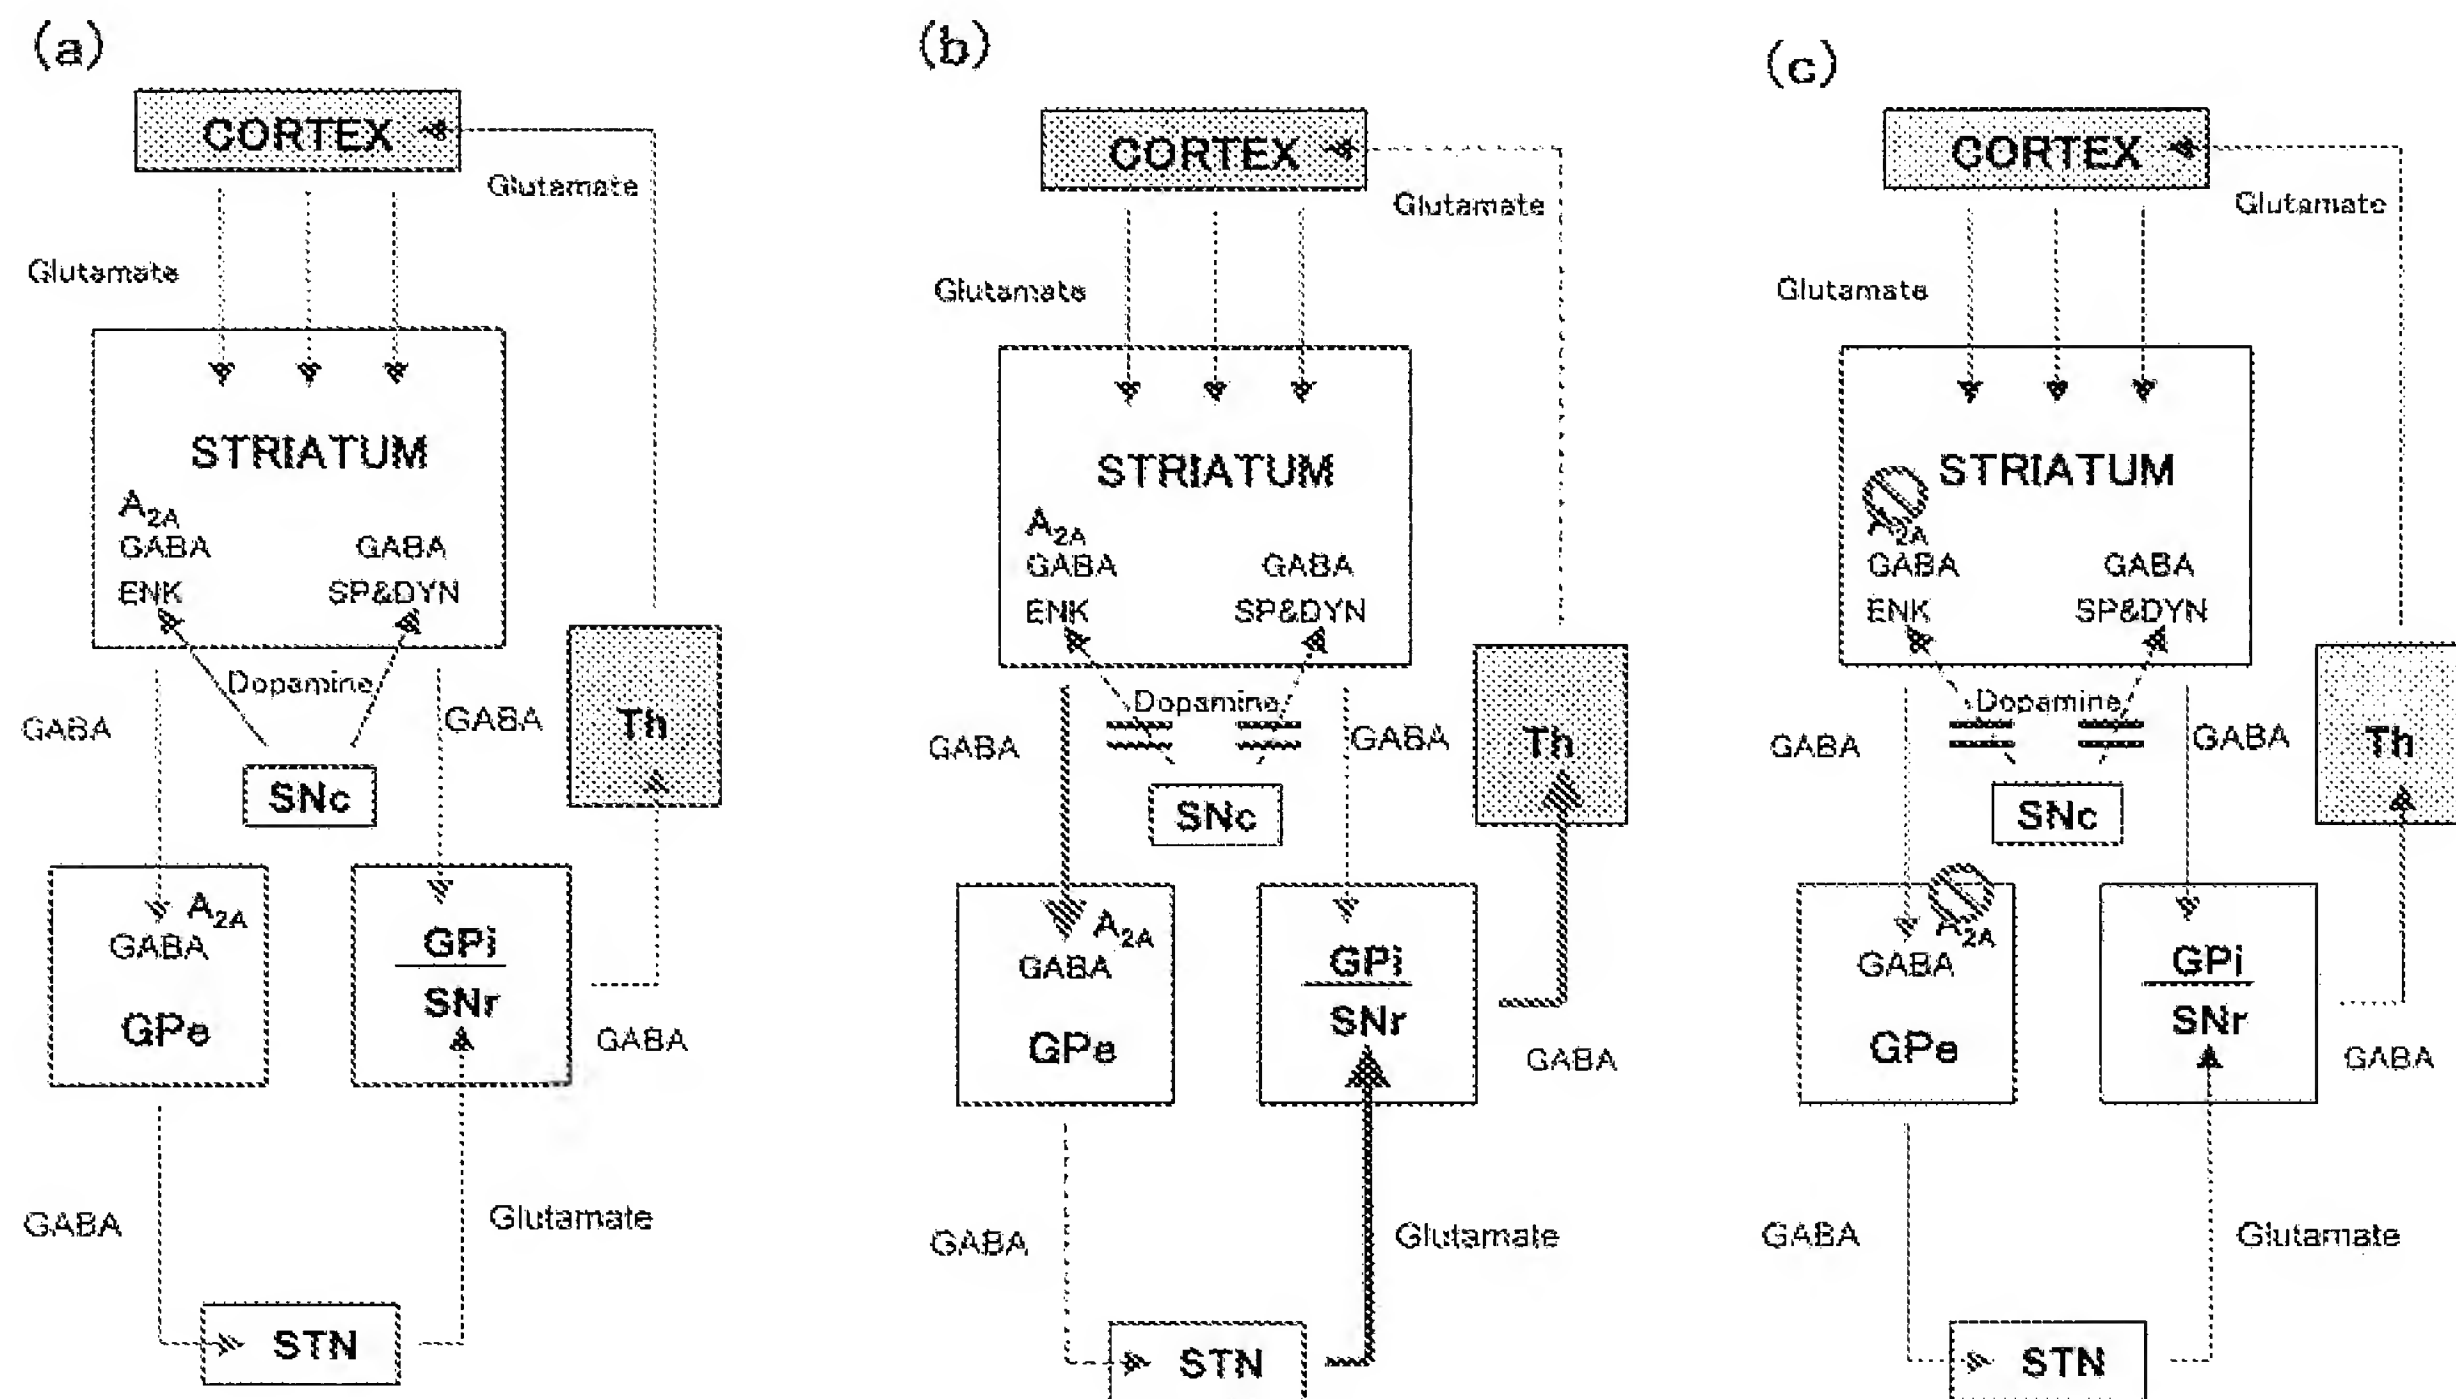 (a)
CORTEX
Glutamate
Glutamate
STRIATUM
A2A
GABA GABA
ENK SP&DYN
Dopamine
GABA GABA
Th
SNc
A2A
GABA
GPi
SNr
GPe
GABA
GABA
Glutamate
STN
(b)
CORTEX
Glutamate
Glutamate
STRIATUM
A2A
GABA GABA
ENK SP&DYN
Dopamine
GABA GABA
Th
SNc
A2A
GABA
GPi
SNr
GPe
GABA
GABA
Glutamate
STN
(c)
CORTEX
Glutamate
Glutamate
STRIATUM
A2A
GABA GABA
ENK SP&DYN
Dopamine
GABA GABA
Th
SNc
A2A
GABA
GPi
SNr
GPe
GABA
GABA
Glutamate
STN